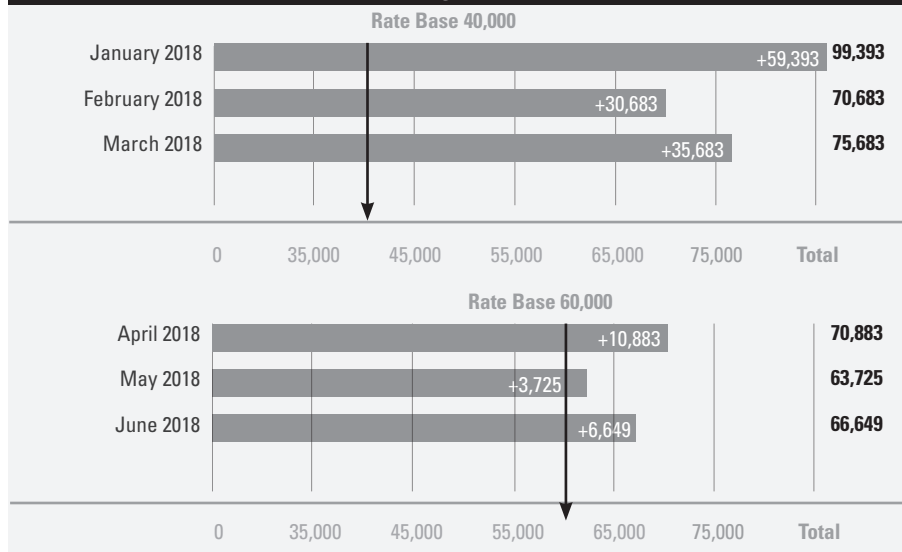 Rate Base 40,000
January 2018 +59,393 99,393
February 2018 +30,683 70,683
March 2018 +35,683 75,683
0 35,000 45,000 55,000 65,000 75,000 Total
Rate Base 60,000
April 2018 +10,883 70,883
May 2018 +3,725 63,725
June 2018 +6,649 66,649
0 35,000 45,000 55,000 65,000 75,000 Total